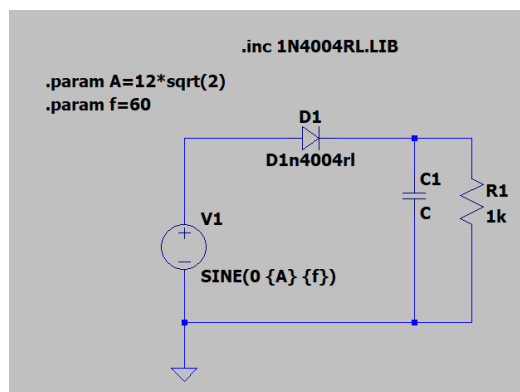 .inc 1N4004RL.LIB
.param A=12*sqrt(2)
.param f=60
D1
D1n4004rl
C1
C
R1
1k
V1
SINE(0 {A} {f})